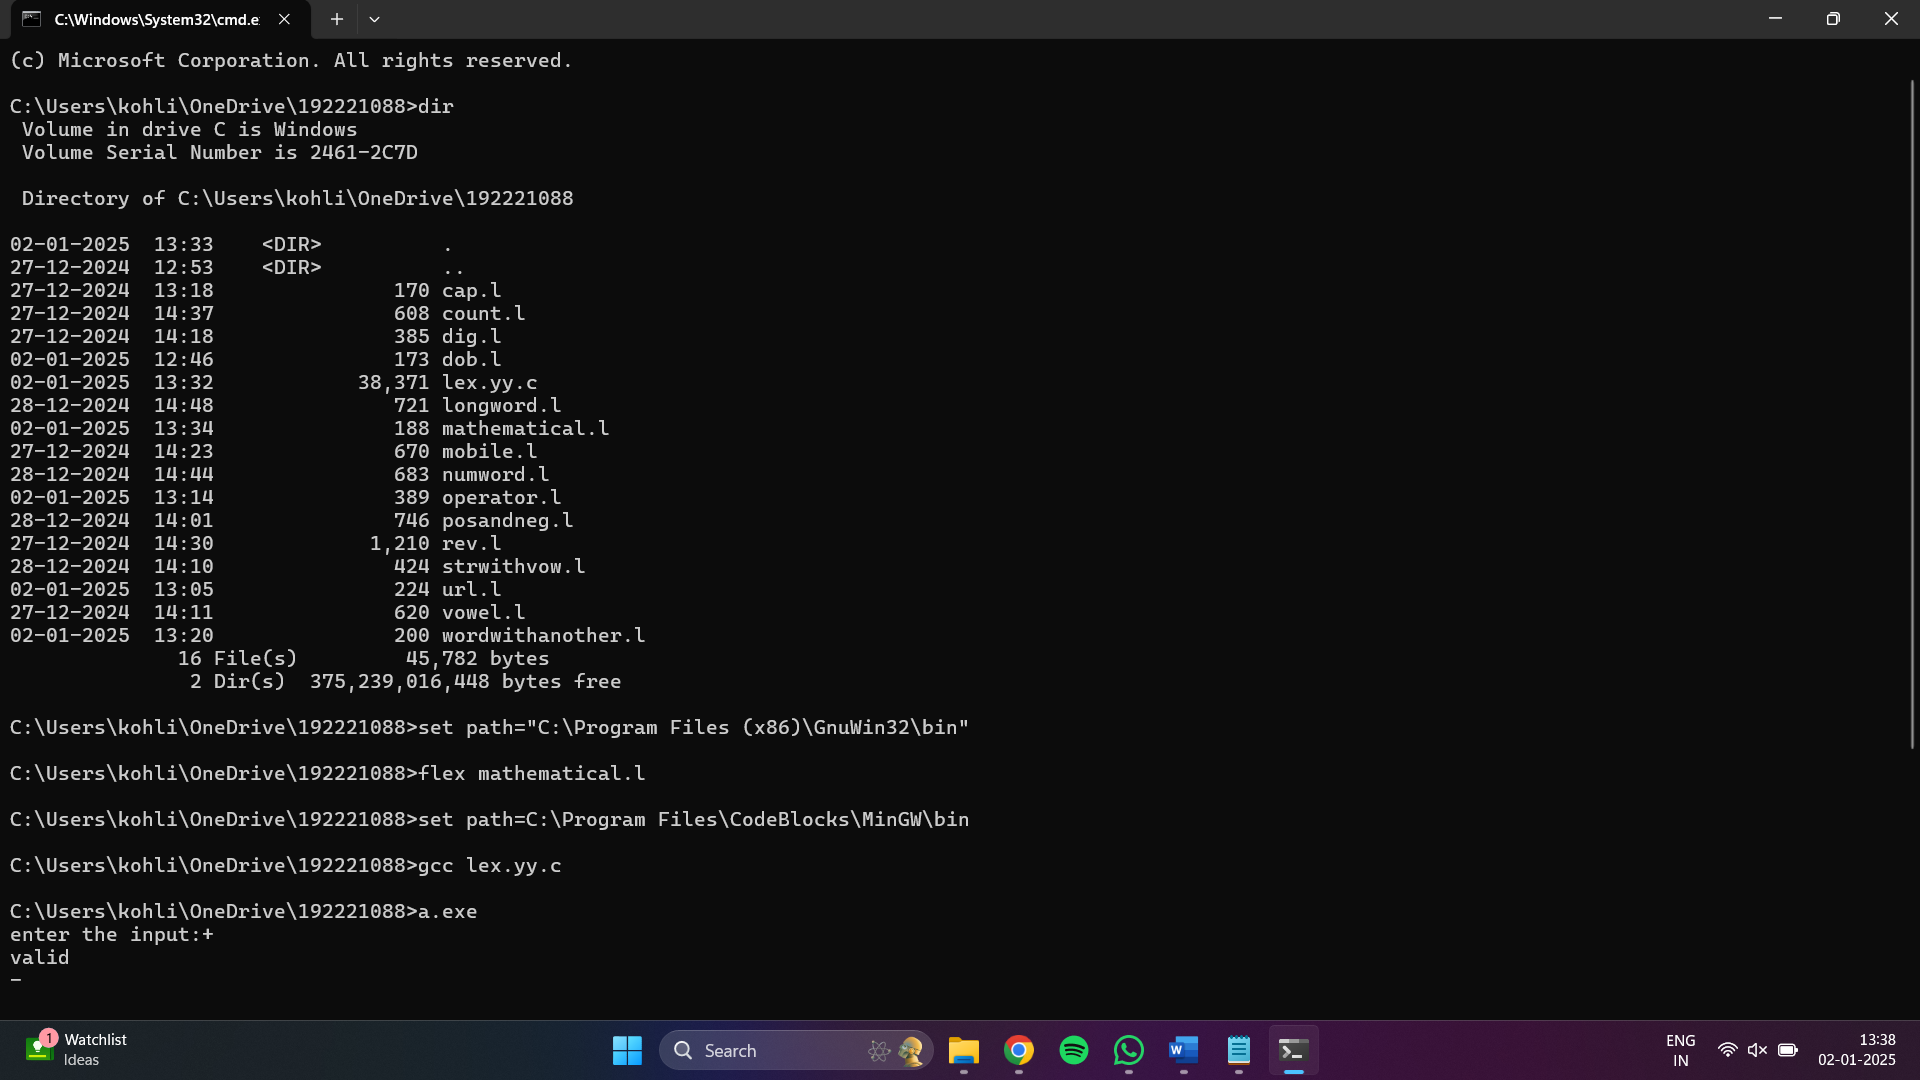 C:\Windows\System32\cmd.e
(c) Microsoft Corporation. All rights reserved.
C:\Users\kohli\OneDrive\192221088>dir
Volume in drive C is Windows
Volume Serial Number is 2461-2C7D
Directory of C:\Users\kohli\OneDrive\192221088
02-01-2025  13:33    <DIR>          .
27-12-2024  12:53    <DIR>          ..
27-12-2024  13:18               170 cap.l
27-12-2024  14:37               608 count.l
27-12-2024  14:18               385 dig.l
02-01-2025  12:46               173 dob.l
02-01-2025  13:32            38,371 lex.yy.c
28-12-2024  14:48               721 longword.l
02-01-2025  13:34               188 mathematical.l
27-12-2024  14:23               670 mobile.l
28-12-2024  14:44               683 numword.l
02-01-2025  13:14               389 operator.l
28-12-2024  14:01               746 posandneg.l
27-12-2024  14:30             1,210 rev.l
28-12-2024  14:10               424 strwithvow.l
02-01-2025  13:05               224 url.l
27-12-2024  14:11               620 vowel.l
02-01-2025  13:20               200 wordwithanother.l
16 File(s)         45,782 bytes
2 Dir(s)  375,239,016,448 bytes free
C:\Users\kohli\OneDrive\192221088>set path="C:\Program Files (x86)\GnuWin32\bin"
C:\Users\kohli\OneDrive\192221088>flex mathematical.l
C:\Users\kohli\OneDrive\192221088>set path=C:\Program Files\CodeBlocks\MinGW\bin
C:\Users\kohli\OneDrive\192221088>gcc lex.yy.c
C:\Users\kohli\OneDrive\192221088>a.exe
enter the input:+
valid
-
1
Watchlist
Ideas
Search
W
ENG
IN
13:38
02-01-2025